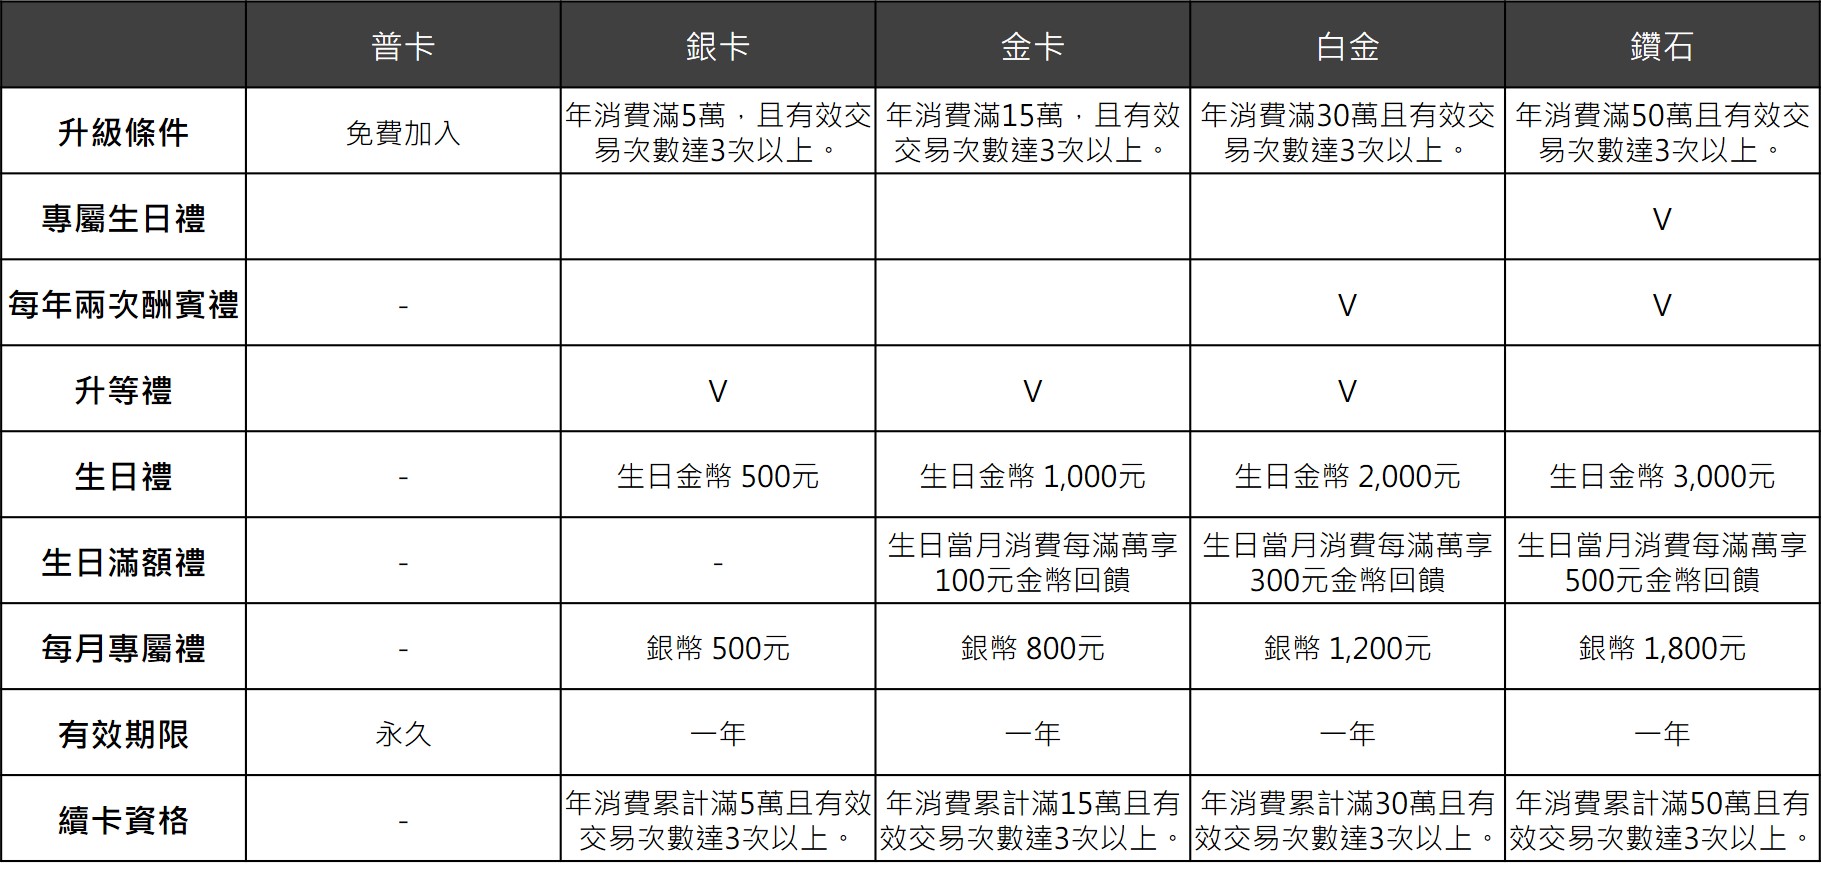 普卡 銀卡 金卡 白金 鑽石
升級條件 免費加入 年消費滿5萬，且有效交 年消費滿15萬，且有效 年消費滿30萬且有效交 年消費滿50萬且有效交
易次數達3次以上。 交易次數達3次以上。 易次數達3次以上。 易次數達3次以上。
專屬生日禮 V
每年兩次酬賓禮 - V V
升等禮 V V V
生日禮 - 生日金幣 500元 生日金幣 1,000元 生日金幣 2,000元 生日金幣 3,000元
生日滿額禮 - - 生日當月消費每滿萬享 生日當月消費每滿萬享 生日當月消費每滿萬享
100元金幣回饋 300元金幣回饋 500元金幣回饋
每月專屬禮 - 銀幣 500元 銀幣 800元 銀幣 1,200元 銀幣 1,800元
有效期限 永久 一年 一年 一年 一年
續卡資格 - 年消費累計滿5萬且有效 年消費累計滿15萬且有 年消費累計滿30萬且有 年消費累計滿50萬且有
交易次數達3次以上。 效交易次數達3次以上。 效交易次數達3次以上。 效交易次數達3次以上。